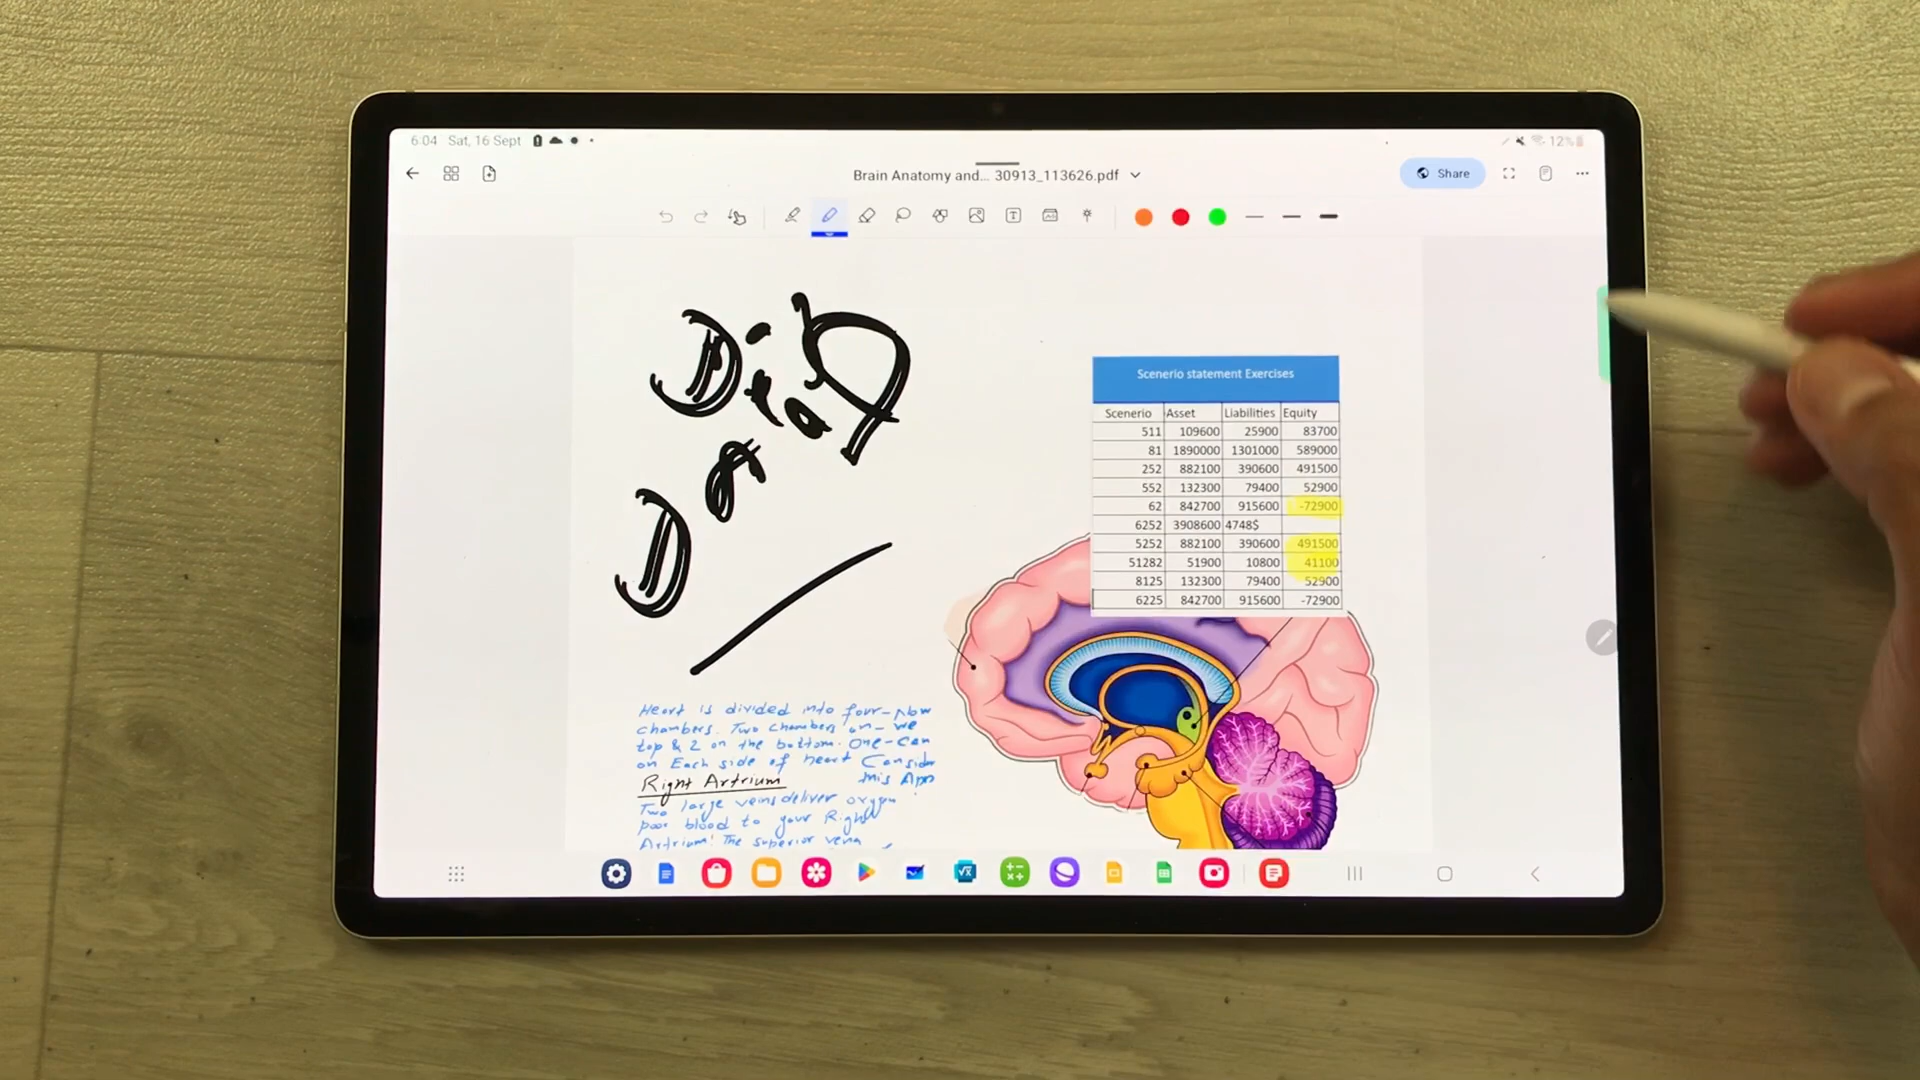 6:04 Sat, 16 Sept
12%
Brain Anatomy and... 30913_113626.pdf
Share
Scenerio statement Exercises
Scenerio Asset Liabilities Equity
511 109600 25900 83700
81 1890000 1301000 589000
252 882100 390600 491500
552 132300 79400 52900
62 842700 915600 -72900
6252 3908600 4748$
5252 882100 390600 491500
51282 51900 10800 41100
8125 132300 79400 52900
6225 842700 915600 -72900
Heart is divided into four-Now
chambers. Two chambers on-we
top & 2 on the bottom. One-can
on Each side of heart Consider
Right Artrium this App
Two large veins deliver oxygen
poor blood to your Right
Artrium! The superior vena